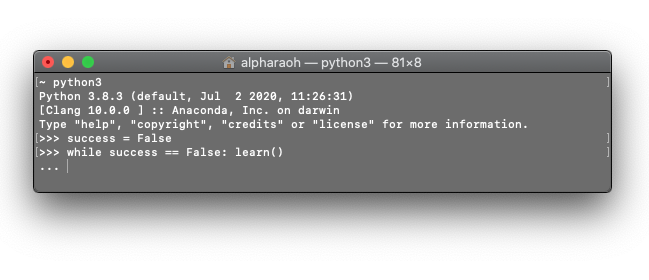 alpharaoh — python3 — 81×8
[~ python3 ]
Python 3.8.3 (default, Jul  2 2020, 11:26:31)
[Clang 10.0.0 ] :: Anaconda, Inc. on darwin
Type "help", "copyright", "credits" or "license" for more information.
[>>> success = False ]
[>>> while success == False: learn() ]
...